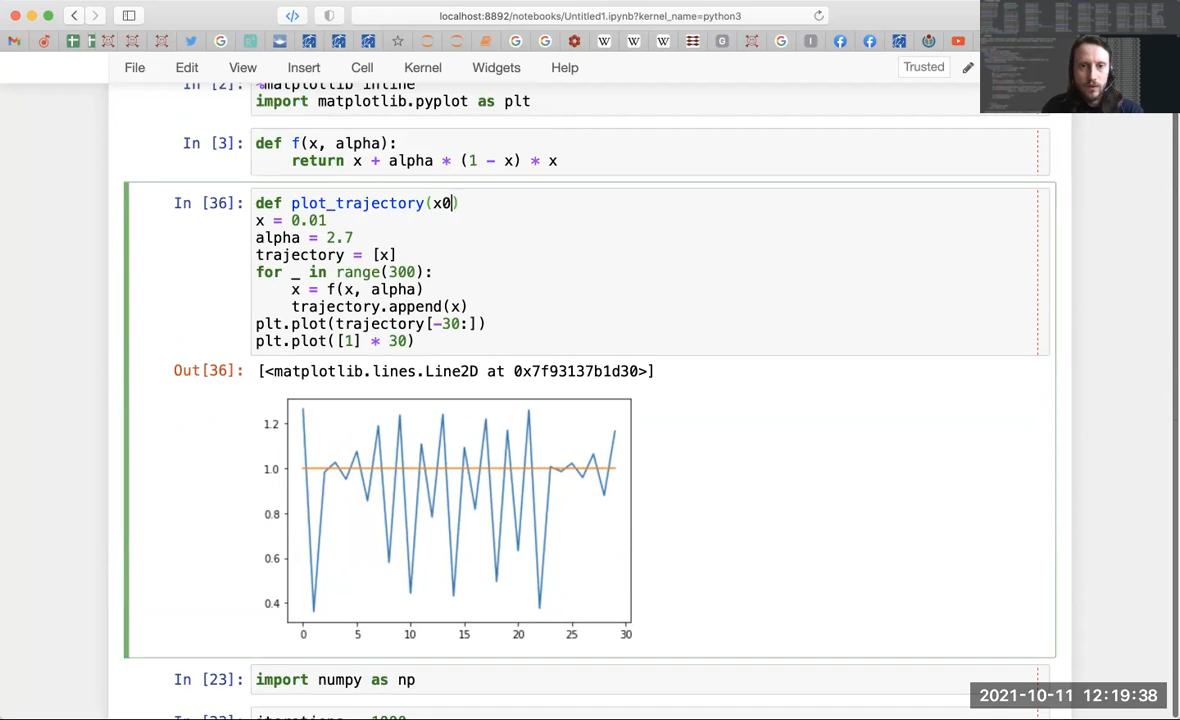 localhost:8892/notebooks/Untitled1.ipynb?kernel_name=python3
File Edit View Insert Cell Kernel Widgets Help
Trusted
In [2]: %matplotlib inline
import matplotlib.pyplot as plt
In [3]: def f(x, alpha):
return x + alpha * (1 - x) * x
In [36]: def plot_trajectory(x0)
x = 0.01
alpha = 2.7
trajectory = [x]
for _ in range(300):
x = f(x, alpha)
trajectory.append(x)
plt.plot(trajectory[-30:])
plt.plot([1] * 30)
Out[36]: [<matplotlib.lines.Line2D at 0x7f93137b1d30>]
1.2
1.0
0.8
0.6
0.4
0 5 10 15 20 25 30
In [23]: import numpy as np
2021-10-11 12:19:38